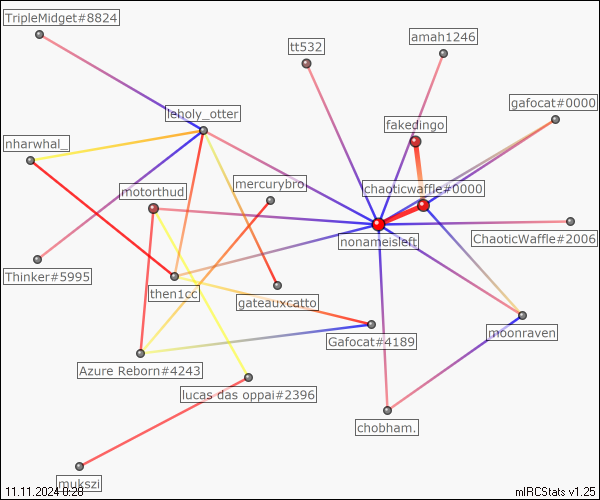 TripleMidget#8824
amah1246
tt532
gafocat#0000
leholy_otter
fakedingo
nharwhal_
mercurybro
chaoticwaffle#0000
motorthud
nonameisleft
ChaoticWaffle#2006
Thinker#5995
then1cc
gateauxcatto
moonraven
Gafocat#4189
Azure Reborn#4243
lucas das oppai#2396
chobham.
mukszi
11.11.2024 0:20
mIRCStats v1.25